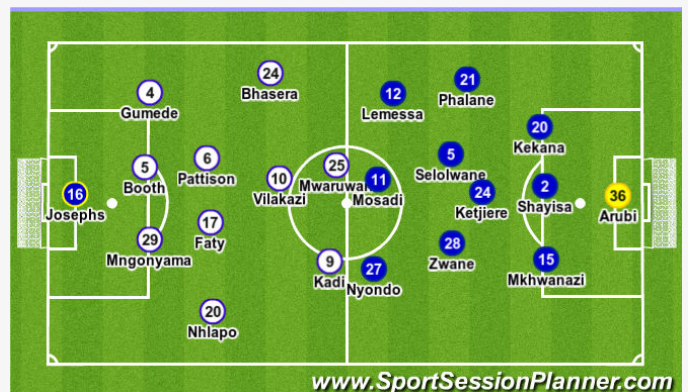 24
Bhasera
21
Phalane
4
Gumede
12
Lemessa
20
Kekana
6
Pattison
5
Booth
25
Mwaruwar
5
Selolwane
10
Vilakazi
11
Mosadi
2
Shayisa
16
Josephs
24
Ketjiere
36
Arubi
17
Faty
29
Mngonyama
28
Zwane
9
Kadi
27
Nyondo
15
Mkhwanazi
20
Nhlapo
www.SportSessionPlanner.com